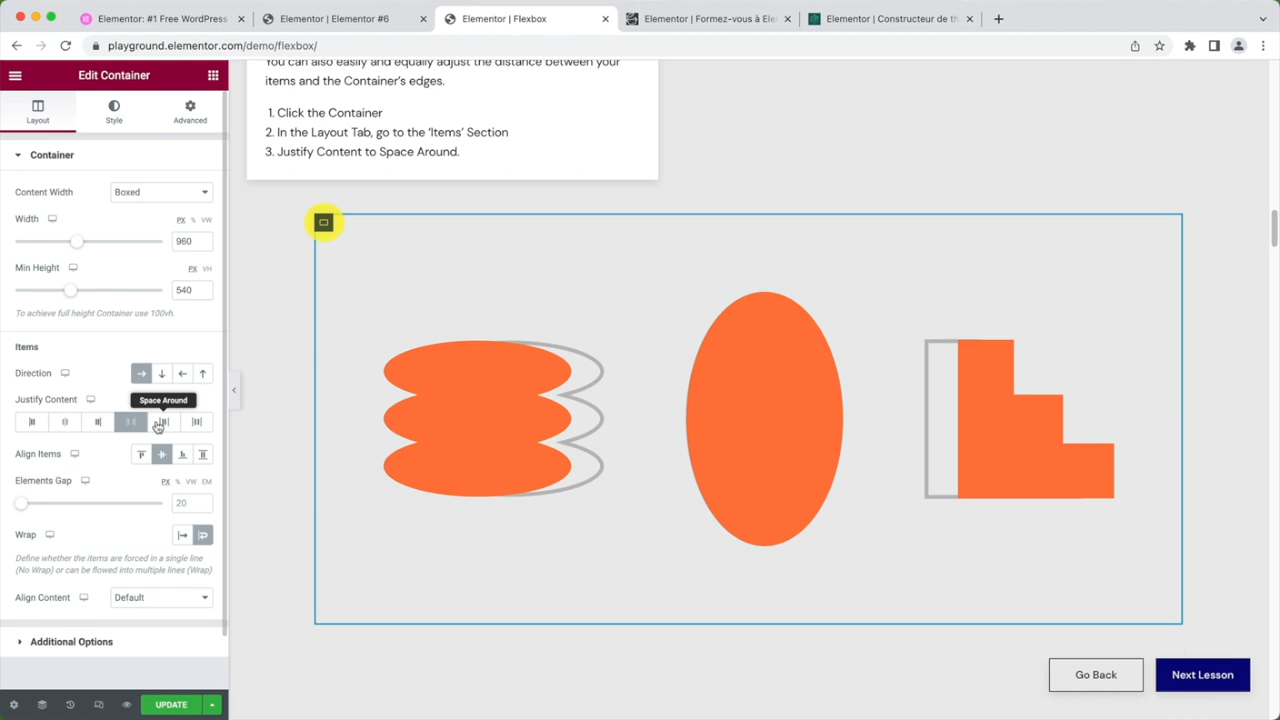 Elementor: #1 Free WordPress
Elementor | Elementor #6
Elementor | Flexbox
Elementor | Formez-vous à Ele
Elementor | Constructeur de th
playground.elementor.com/demo/flexbox/
Edit Container
Layout
Style
Advanced
Container
Content Width
Boxed
Width
PX % VW
960
Min Height
PX VH
540
To achieve full height Container use 100vh.
Items
Direction
Justify Content
Space Around
Align Items
Elements Gap
PX % VW EM
20
Wrap
Define whether the items are forced in a single line
(No Wrap) or can be flowed into multiple lines (Wrap)
Align Content
Default
Additional Options
UPDATE
You can also easily and equally adjust the distance between your
items and the Container's edges.
1. Click the Container
2. In the Layout Tab, go to the 'Items' Section
3. Justify Content to Space Around.
Go Back
Next Lesson